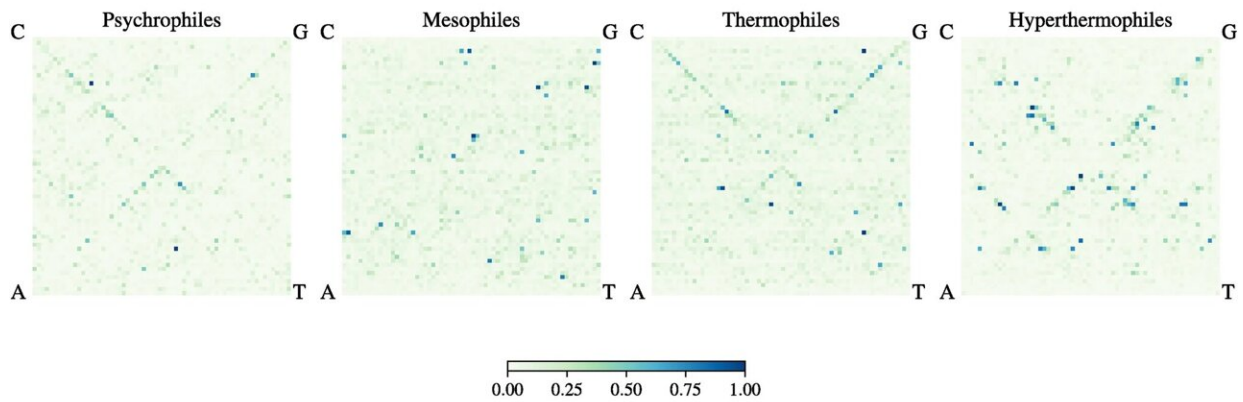 Psychrophiles Mesophiles Thermophiles Hyperthermophiles
C G C G C G C G
A T A T A T A T
0.00 0.25 0.50 0.75 1.00